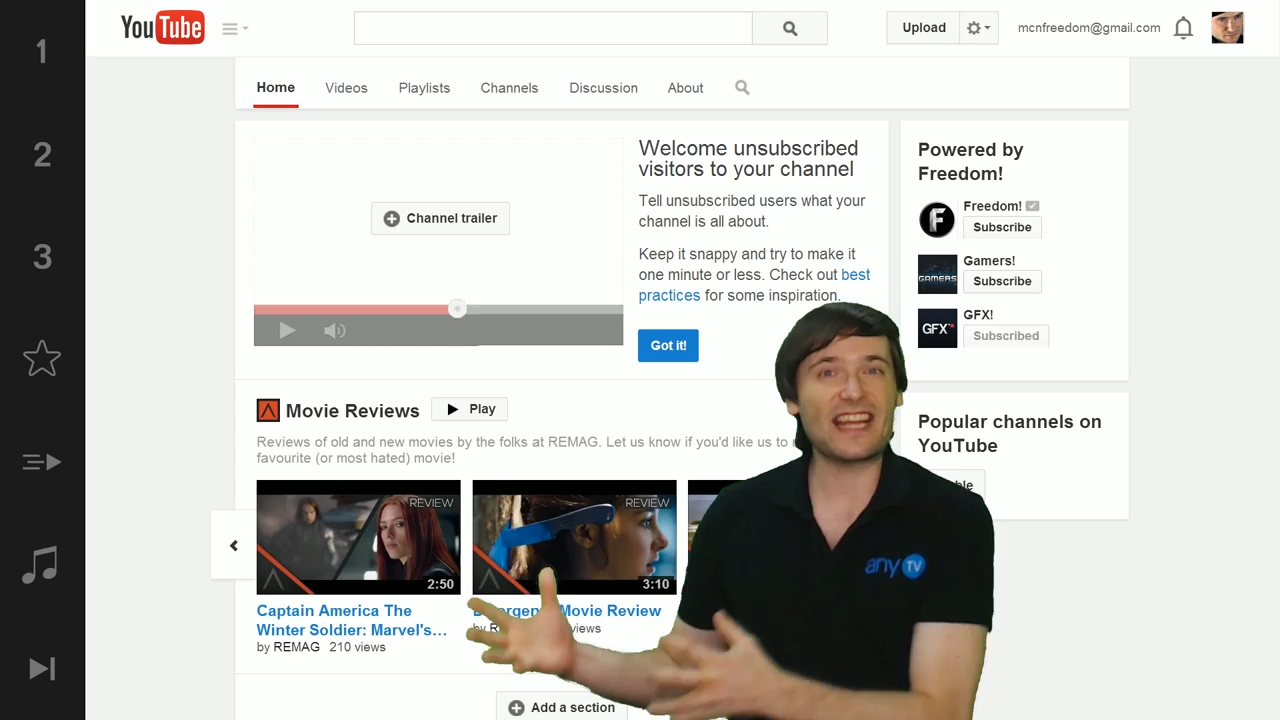 1
2
3
YouTube
Upload
mcnfreedom@gmail.com
Home
Videos
Playlists
Channels
Discussion
About
Channel trailer
Welcome unsubscribed
visitors to your channel
Tell unsubscribed users what your
channel is all about.
Keep it snappy and try to make it
one minute or less. Check out best
practices for some inspiration.
Got it!
Powered by
Freedom!
F
Freedom!
Subscribe
GAMERS
Gamers!
Subscribe
GFX
GFX!
Subscribed
Popular channels on
YouTube
Movie Reviews
Play
Reviews of old and new movies by the folks at REMAG. Let us know if you'd like us to
favourite (or most hated) movie!
REVIEW
2:50
REVIEW
3:10
Captain America The
Winter Soldier: Marvel's...
by REMAG 210 views
Movie Review
by views
Add a section
any TV